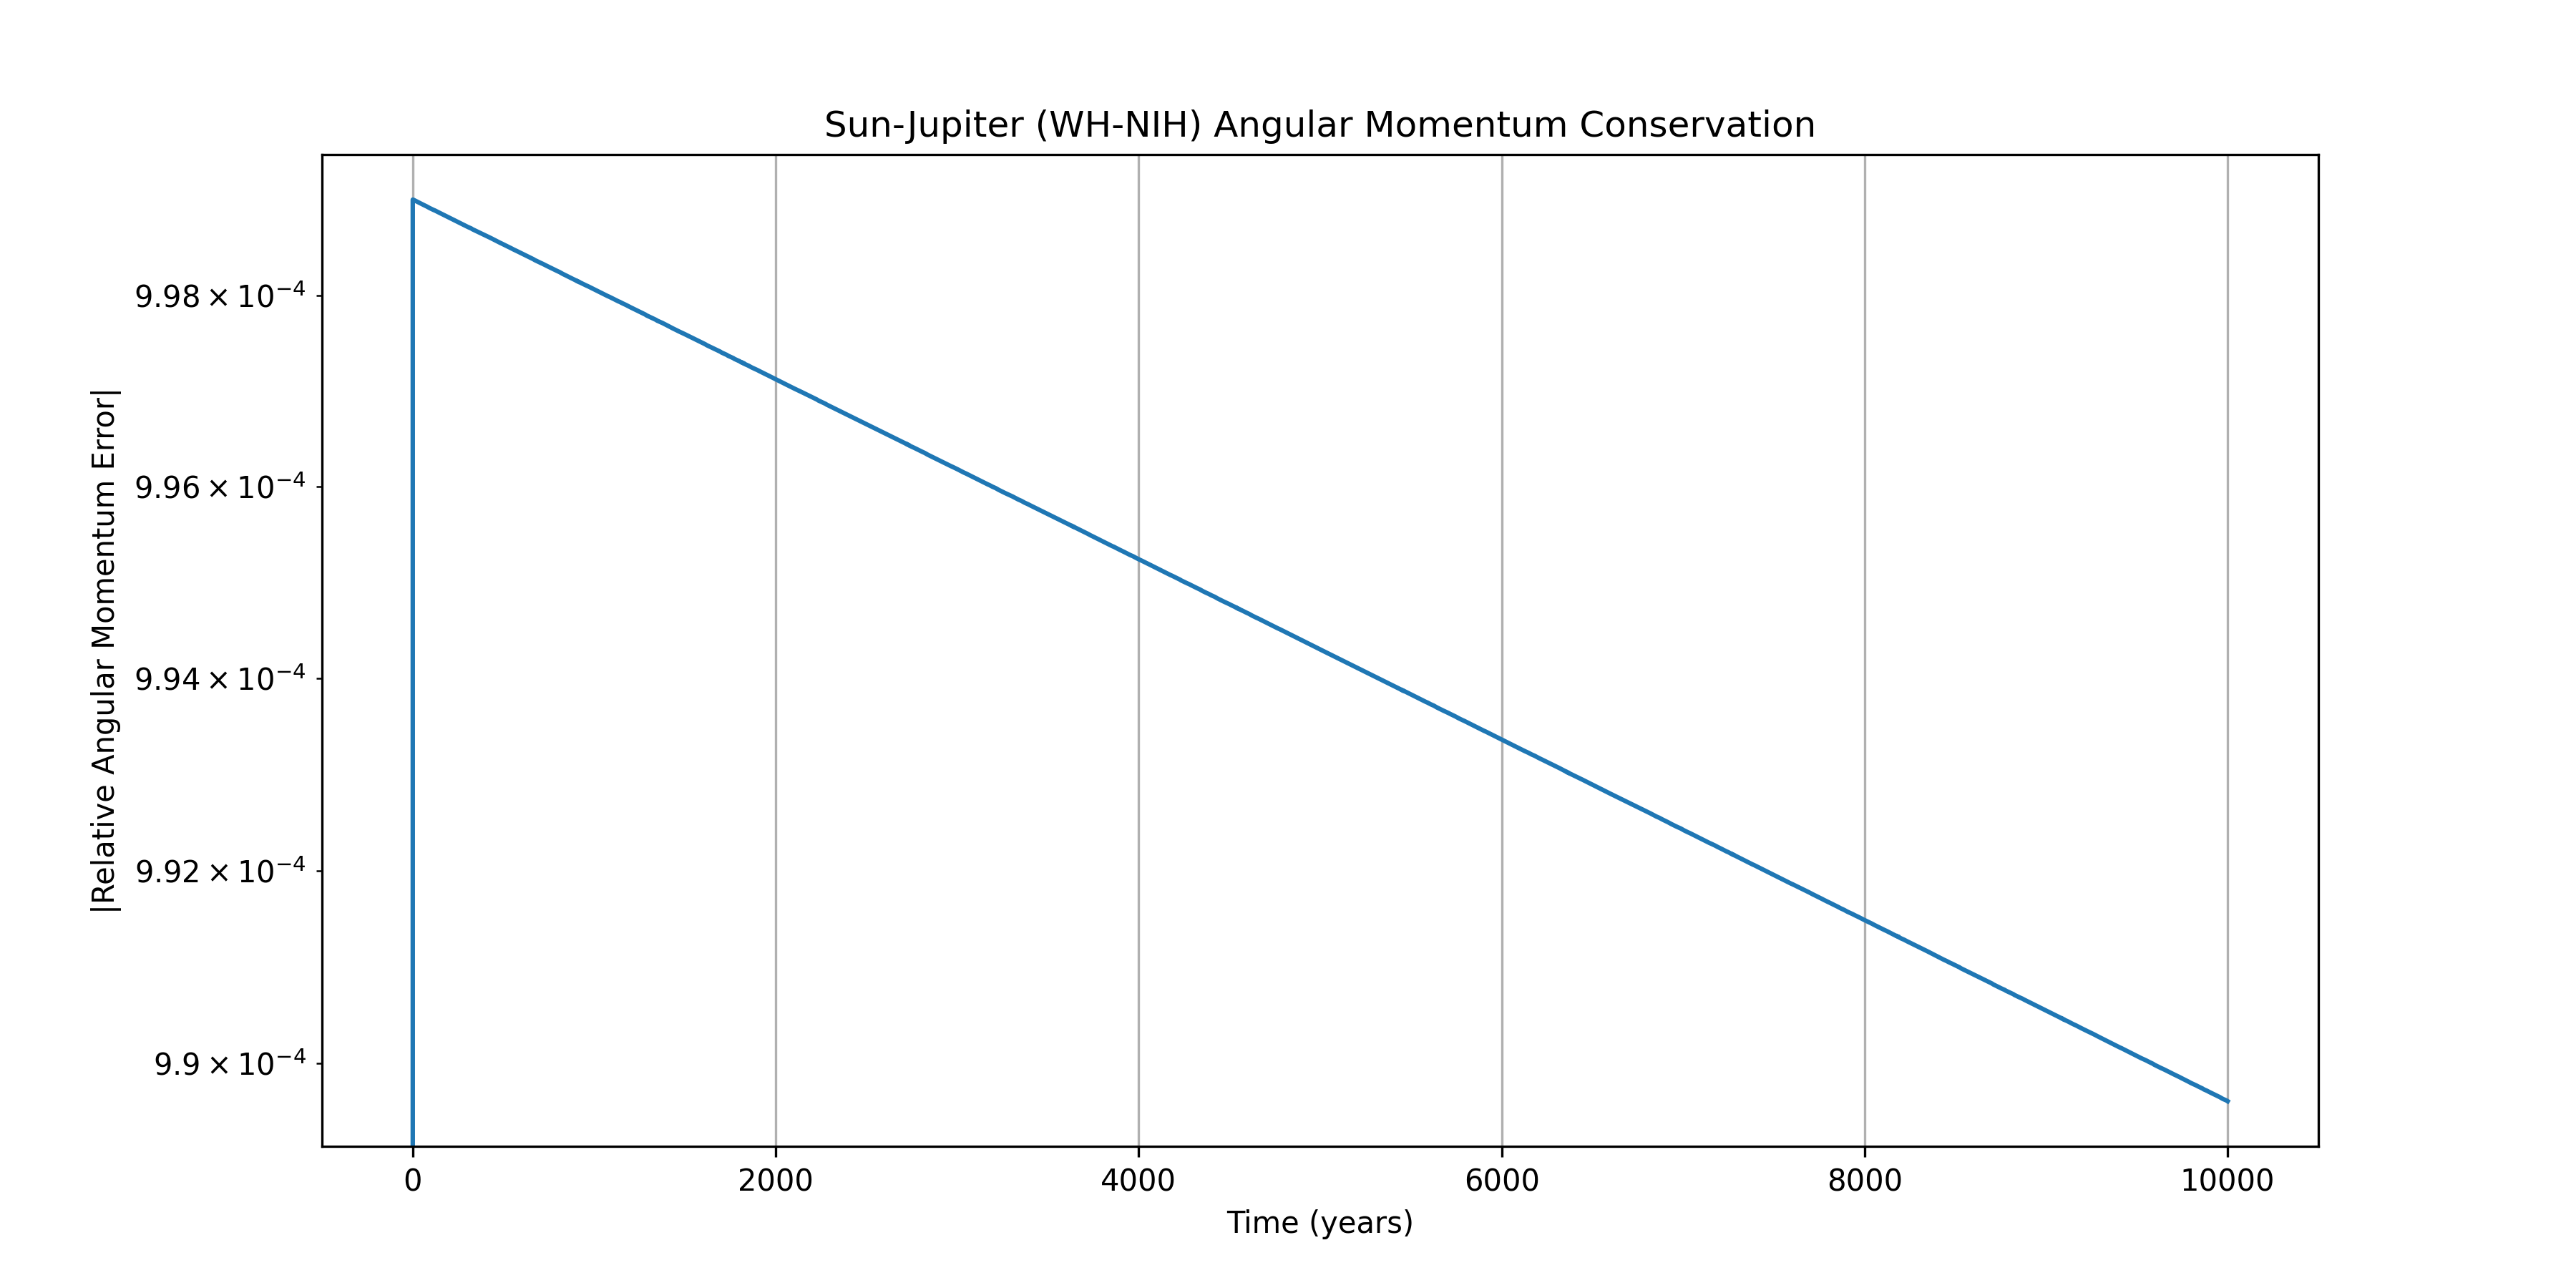 Sun-Jupiter (WH-NIH) Angular Momentum Conservation
|Relative Angular Momentum Error|
9.98 × 10⁻⁴
9.96 × 10⁻⁴
9.94 × 10⁻⁴
9.92 × 10⁻⁴
9.9 × 10⁻⁴
0 2000 4000 6000 8000 10000
Time (years)